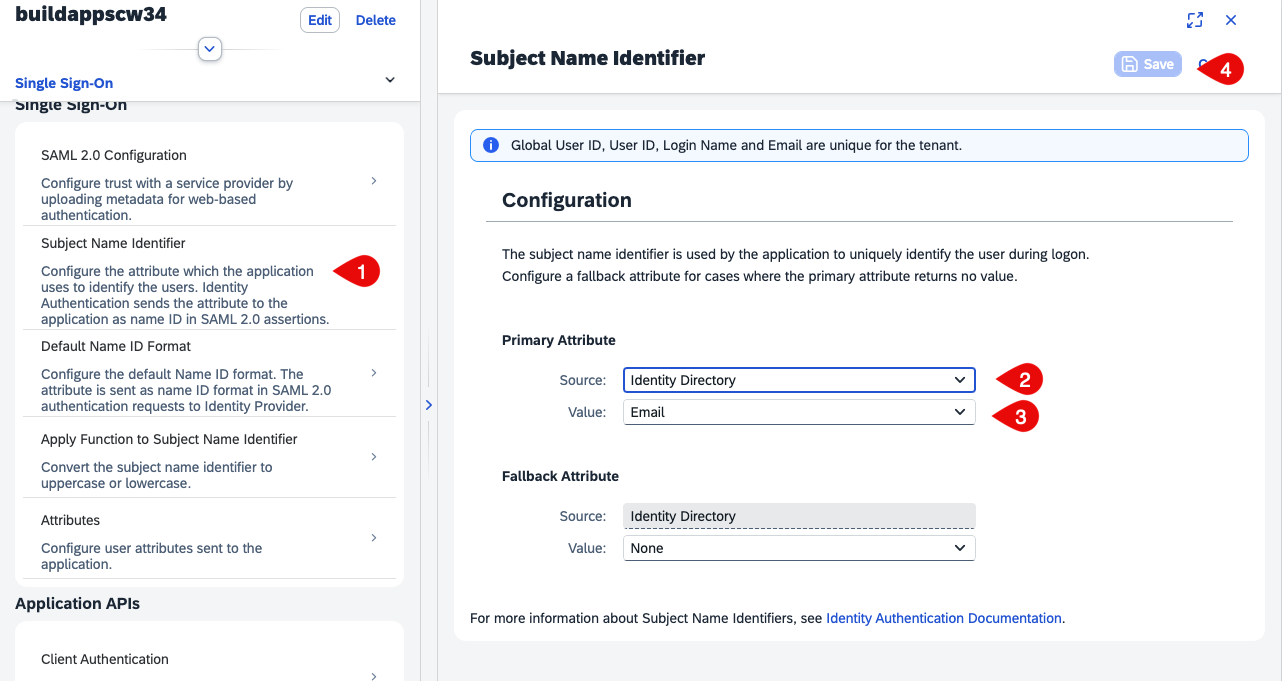 buildappscw34
Edit
Delete
Single Sign-On
Single Sign-On
SAML 2.0 Configuration
Configure trust with a service provider by
uploading metadata for web-based
authentication.
Subject Name Identifier
Configure the attribute which the application
uses to identify the users. Identity
Authentication sends the attribute to the
application as name ID in SAML 2.0 assertions.
1
Default Name ID Format
Configure the default Name ID format. The
attribute is sent as name ID format in SAML 2.0
authentication requests to Identity Provider.
Apply Function to Subject Name Identifier
Convert the subject name identifier to
uppercase or lowercase.
Attributes
Configure user attributes sent to the
application.
Application APIs
Client Authentication
Subject Name Identifier
Save
4
Global User ID, User ID, Login Name and Email are unique for the tenant.
Configuration
The subject name identifier is used by the application to uniquely identify the user during logon.
Configure a fallback attribute for cases where the primary attribute returns no value.
Primary Attribute
Source: Identity Directory
2
Value: Email
3
Fallback Attribute
Source: Identity Directory
Value: None
For more information about Subject Name Identifiers, see Identity Authentication Documentation.